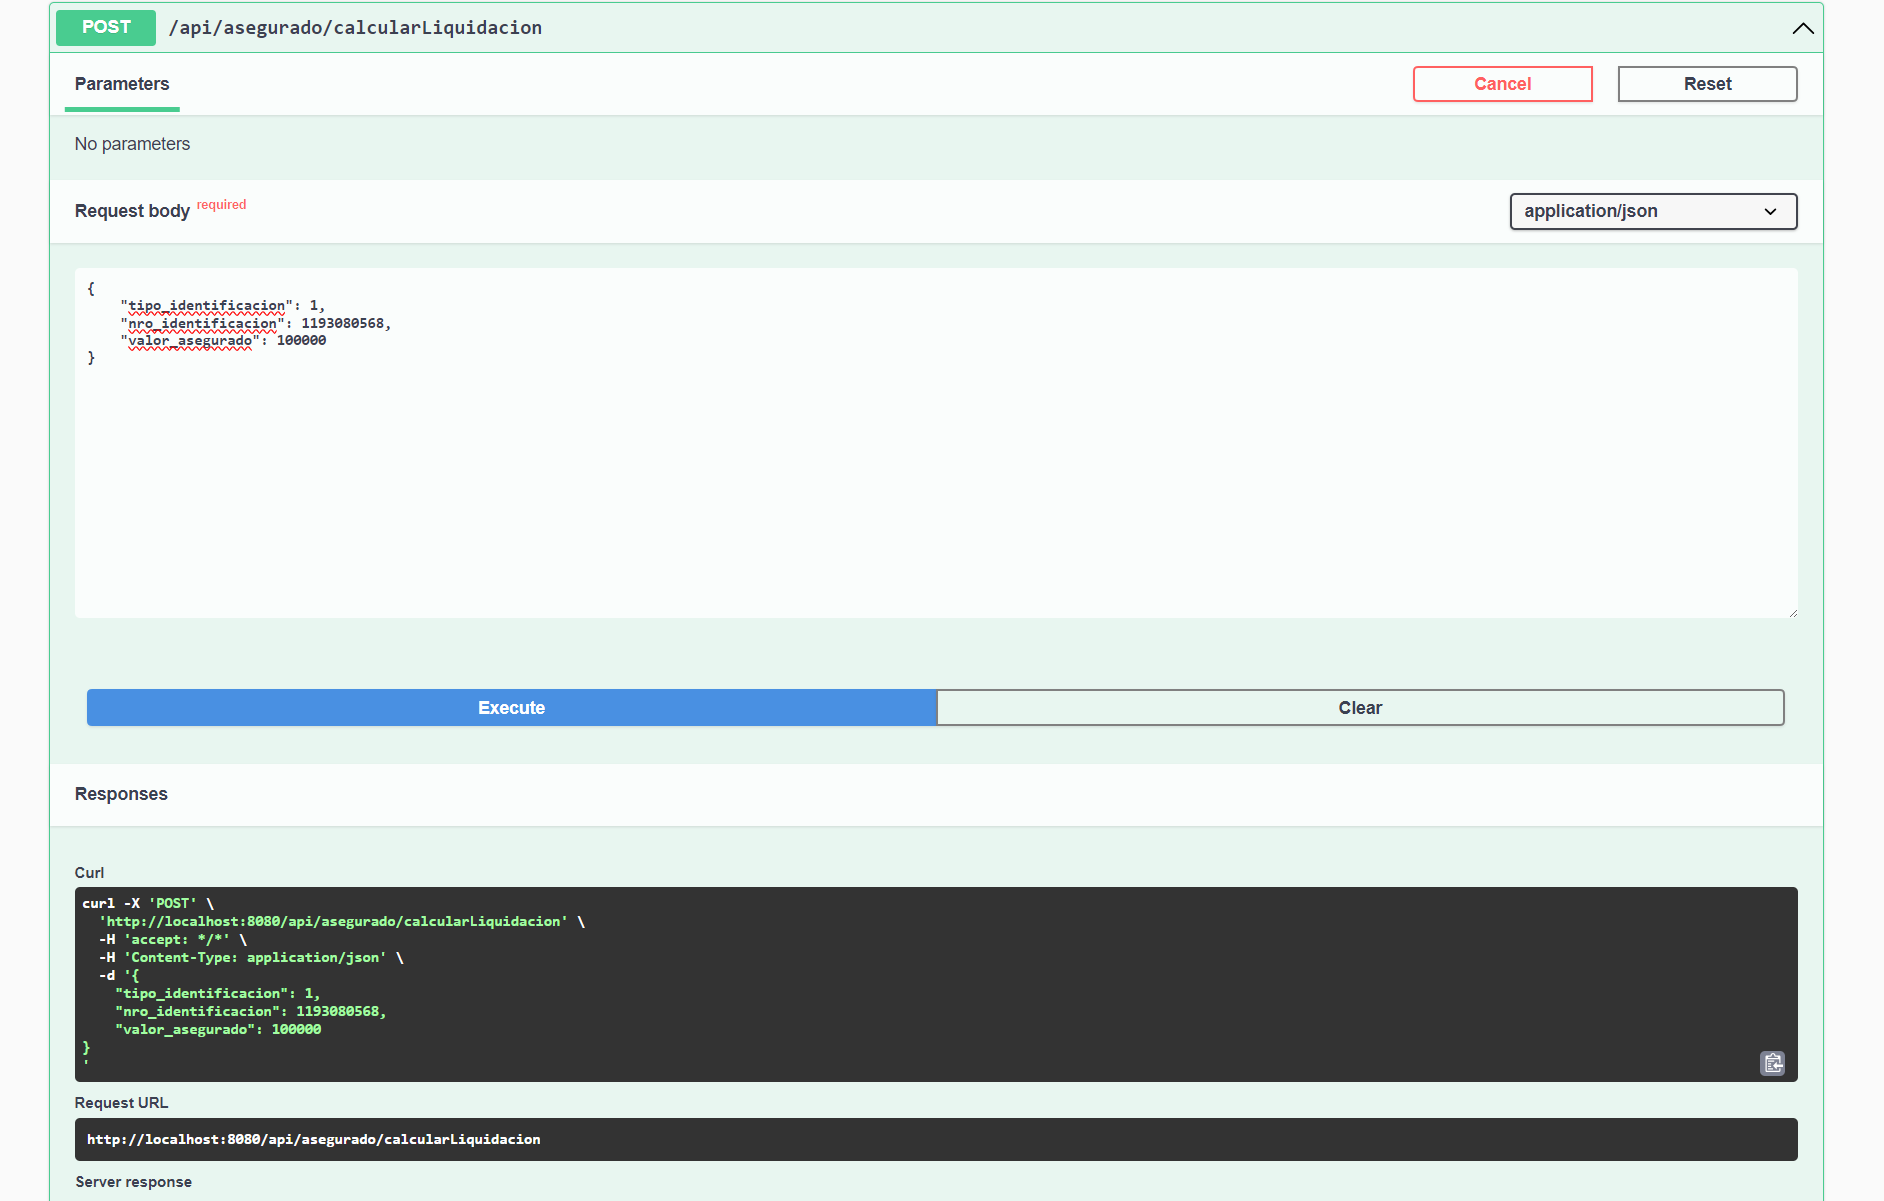 POST /api/asegurado/calcularLiquidacion
Parameters
Cancel
Reset
No parameters
Request body required
application/json
{
    "tipo_identificacion": 1,
    "nro_identificacion": 1193080568,
    "valor_asegurado": 100000
}
Execute
Clear
Responses
Curl
curl -X 'POST' \
  'http://localhost:8080/api/asegurado/calcularLiquidacion' \
  -H 'accept: */*' \
  -H 'Content-Type: application/json' \
  -d '{
    "tipo_identificacion": 1,
    "nro_identificacion": 1193080568,
    "valor_asegurado": 100000
}
'
Request URL
http://localhost:8080/api/asegurado/calcularLiquidacion
Server response